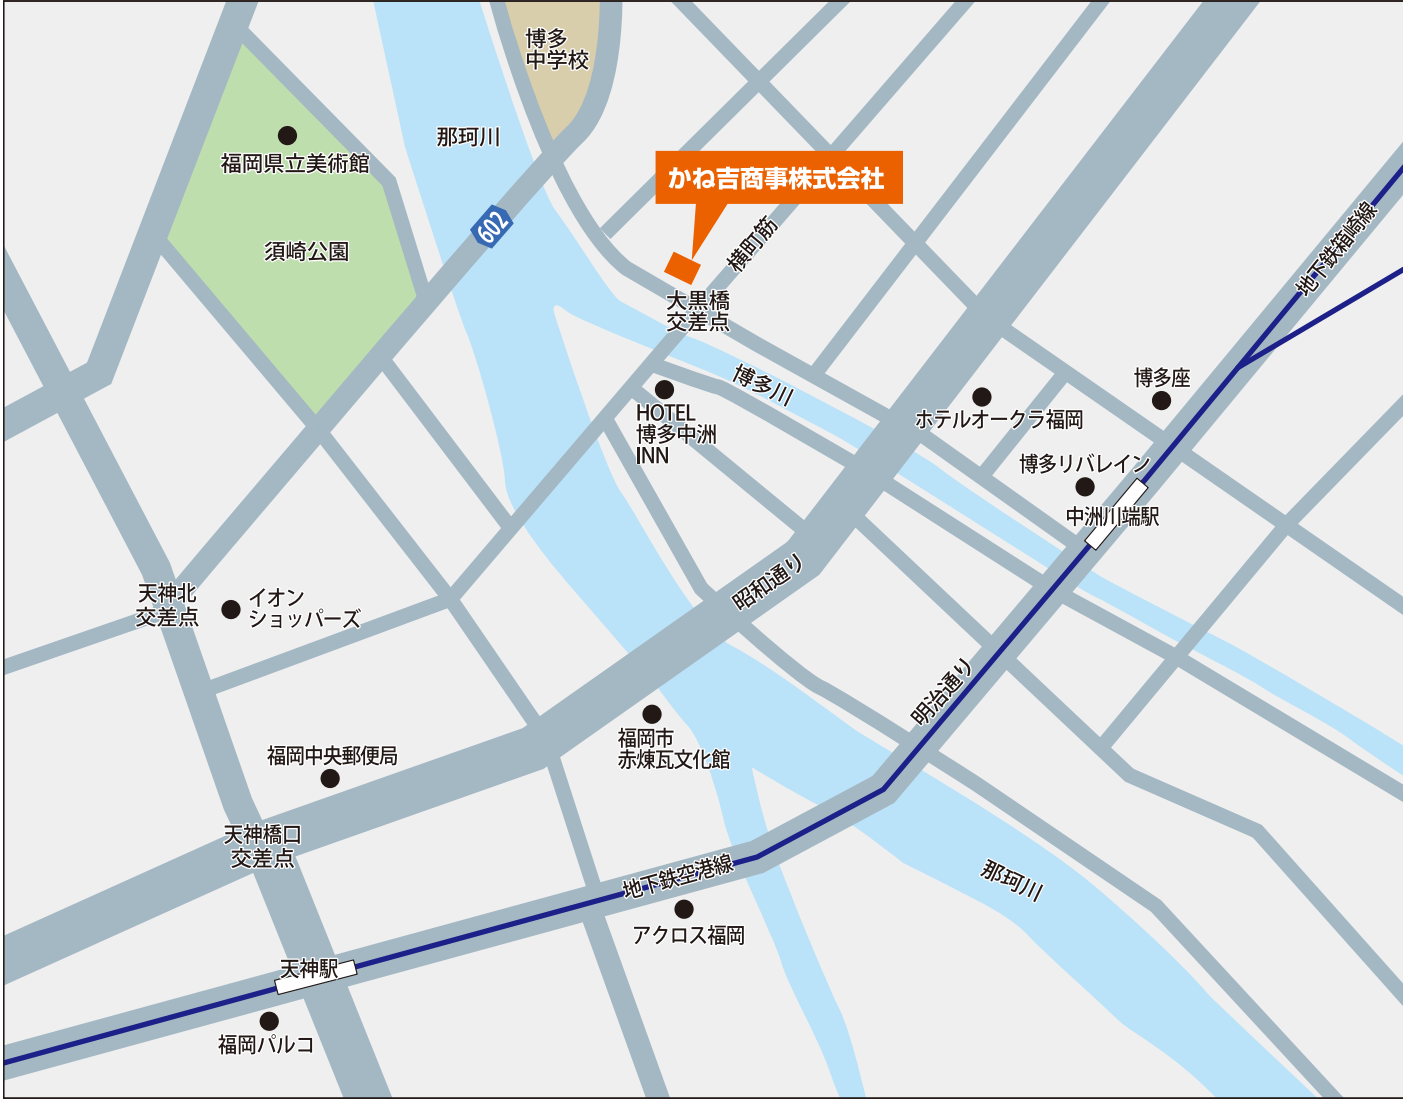 博多
中学校
那珂川
福岡県立美術館
かね吉商事株式会社
602
須崎公園
横町筋
地下鉄箱崎線
大黒橋
交差点
博多川
博多座
HOTEL
博多中洲
INN
ホテルオークラ福岡
博多リバレイン
中洲川端駅
天神北
交差点
イオン
ショッパーズ
昭和通り
明治通り
福岡市
赤煉瓦文化館
福岡中央郵便局
天神橋口
交差点
地下鉄空港線
那珂川
アクロス福岡
天神駅
福岡パルコ